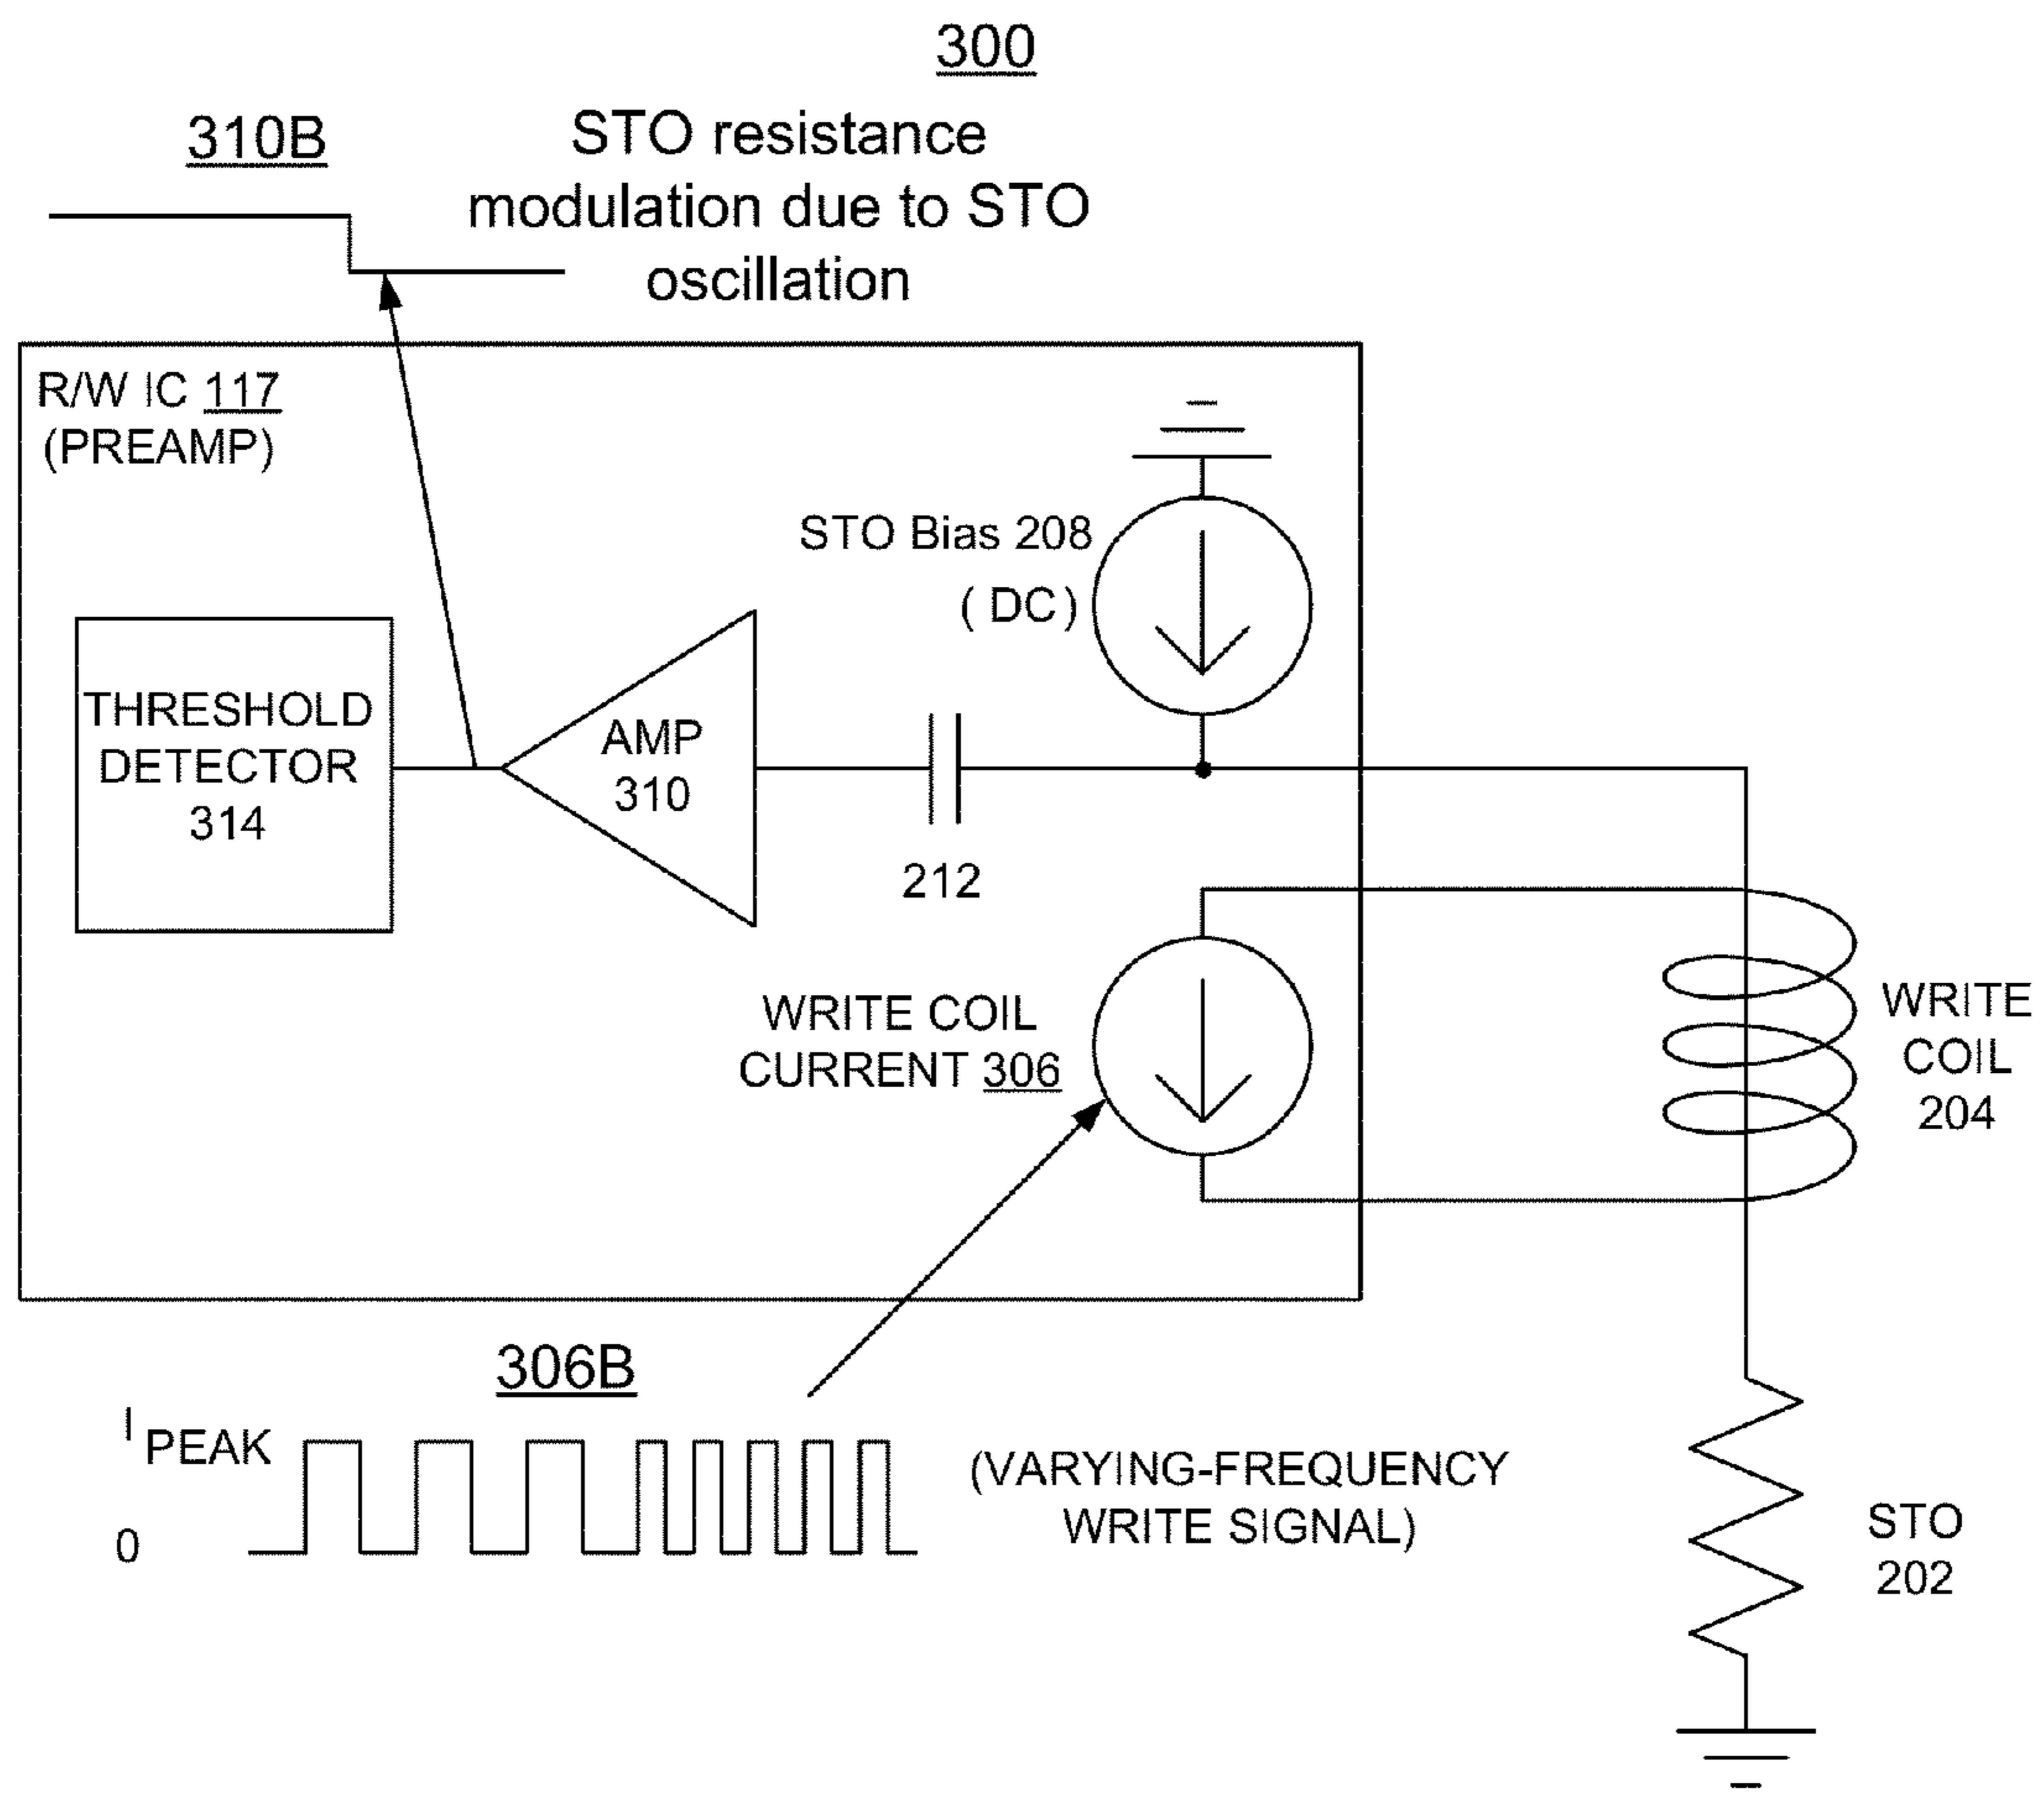 300
310B
STO resistance
modulation due to STO
oscillation
R/W IC 117
(PREAMP)
STO Bias 208
( DC )
THRESHOLD
DETECTOR
314
AMP
310
212
WRITE COIL
CURRENT 306
WRITE
COIL
204
306B
I PEAK
0
(VARYING-FREQUENCY
WRITE SIGNAL)
STO
202